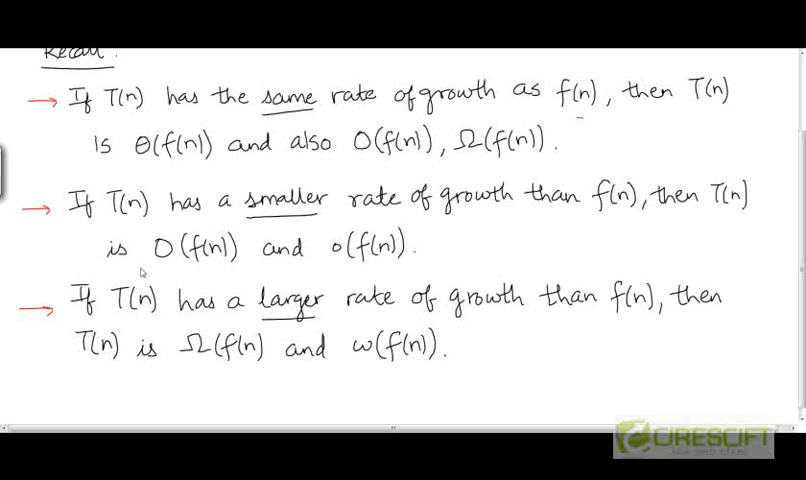 Recall:
→ If T(n) has the same rate of growth as f(n), then T(n)
is θ(f(n)) and also O(f(n)), Ω(f(n)).
→ If T(n) has a smaller rate of growth than f(n), then T(n)
is O(f(n)) and o(f(n)).
→ If T(n) has a larger rate of growth than f(n), then
T(n) is Ω(f(n) and ω(f(n)).